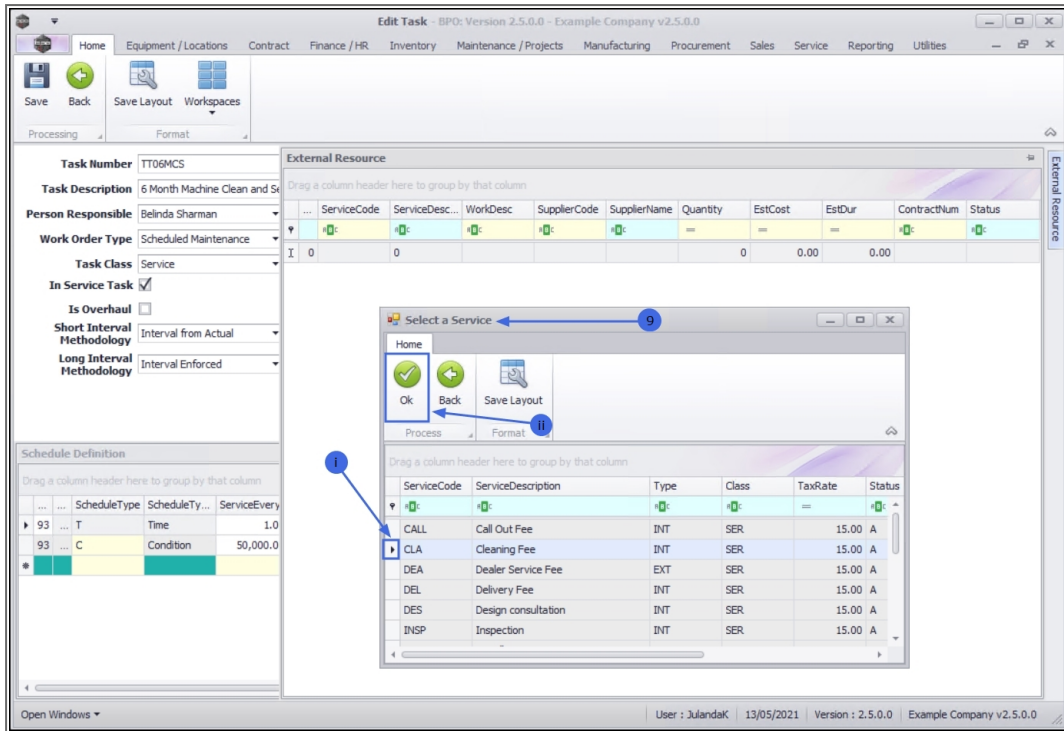 Edit Task - BPO: Version 2.5.0.0 - Example Company v2.5.0.0
Home Equipment / Locations Contract Finance / HR Inventory Maintenance / Projects Manufacturing Procurement Sales Service Reporting Utilities
Save Back Save Layout Workspaces
Processing Format
Task Number TT06MCS
Task Description 6 Month Machine Clean and Se
Person Responsible Belinda Sharman
Work Order Type Scheduled Maintenance
Task Class Service
In Service Task
Is Overhaul
Short Interval Methodology Interval from Actual
Long Interval Methodology Interval Enforced
External Resource
External Resource
Drag a column header here to group by that column
... ServiceCode ServiceDesc... WorkDesc SupplierCode SupplierName Quantity EstCost EstDur ContractNum Status
0 0 0 0.00 0.00
Select a Service 9
Home
Ok Back Save Layout
ii
Process Format
i
Drag a column header here to group by that column
ServiceCode ServiceDescription Type Class TaxRate Status
CALL Call Out Fee INT SER 15.00 A
CLA Cleaning Fee INT SER 15.00 A
DEA Dealer Service Fee EXT SER 15.00 A
DEL Delivery Fee INT SER 15.00 A
DES Design consultation INT SER 15.00 A
INSP Inspection INT SER 15.00 A
Schedule Definition
Drag a column header here to group by that column
... ... ScheduleType ScheduleTy... ServiceEvery
93 ... T Time 1.0
93 ... C Condition 50,000.0
Open Windows User : JulandaK 13/05/2021 Version : 2.5.0.0 Example Company v2.5.0.0